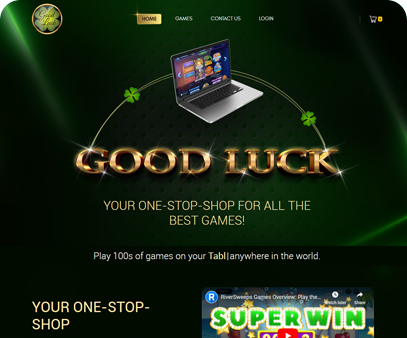 HOME GAMES CONTACT US LOGIN
GOOD LUCK
YOUR ONE-STOP-SHOP FOR ALL THE
BEST GAMES!
Play 100s of games on your Tabl|anywhere in the world.
YOUR ONE-STOP-
SHOP
R RiverSweeps Games Overview: Play the...
Watch later Share
SUPER WIN